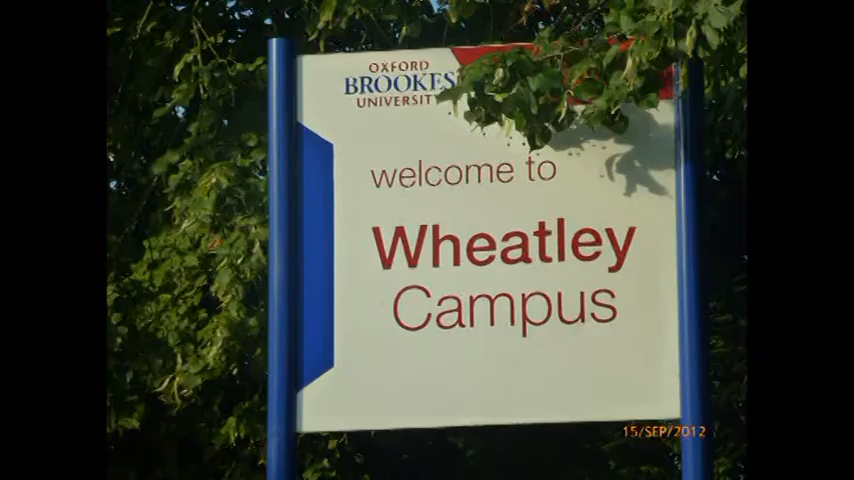 OXFORD
BROOKES
UNIVERSITY
welcome to
Wheatley
Campus
15/SEP/2012